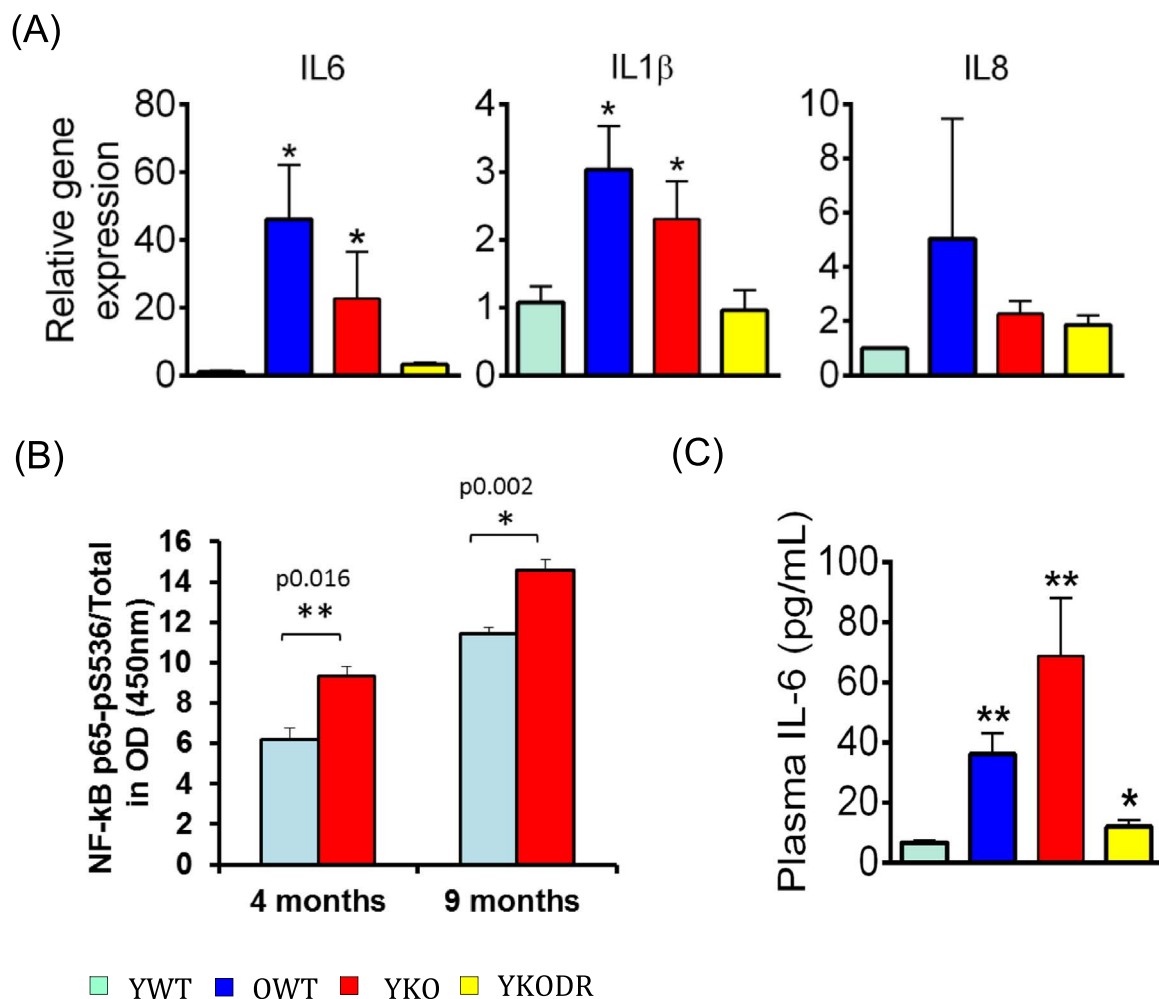 (A)
IL6
IL1β
IL8
Relative gene
expression
80
60
40
20
0
*
*
4
3
2
1
0
*
*
10
8
6
4
2
0
(B)
(C)
NF-kB p65-pS536/Total
in OD (450nm)
16
14
12
10
8
6
4
2
0
p0.016
**
p0.002
*
4 months
9 months
Plasma IL-6 (pg/mL)
100
80
60
40
20
0
**
**
*
YWT OWT YKO YKODR